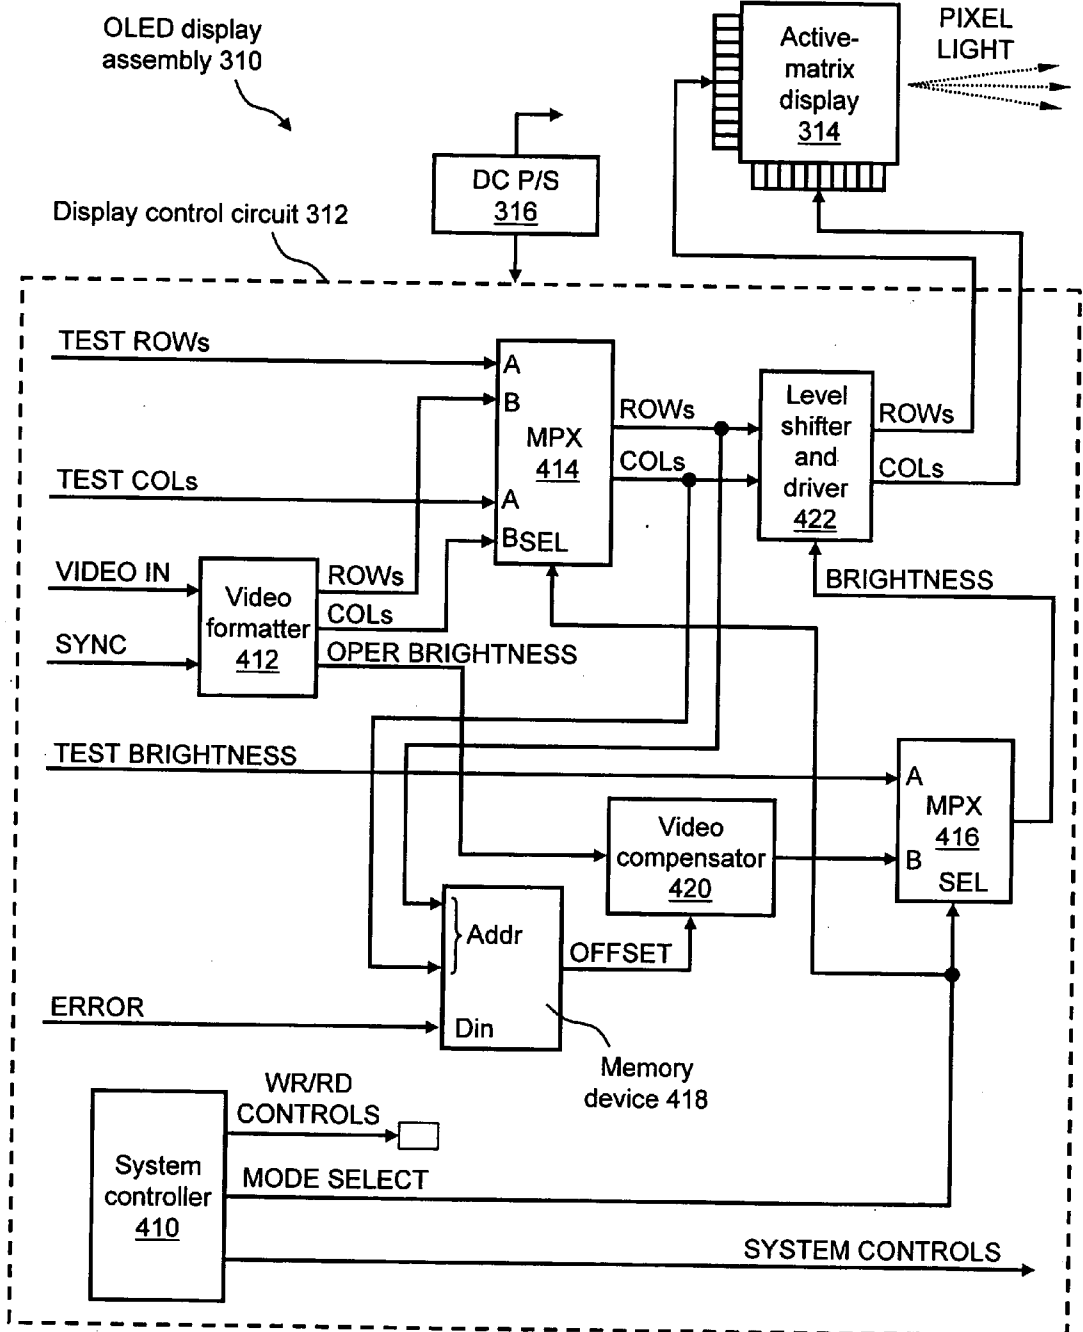 OLED display
assembly 310
PIXEL
LIGHT
Active-
matrix
display
314
DC P/S
316
Display control circuit 312
TEST ROWs
A
B
MPX
414
TEST COLs
A
B
SEL
ROWs
COLs
Level
shifter
and
driver
422
ROWs
COLs
VIDEO IN
SYNC
Video
formatter
412
ROWs
COLs
OPER BRIGHTNESS
BRIGHTNESS
TEST BRIGHTNESS
A
MPX
416
B
SEL
Video
compensator
420
Addr
OFFSET
ERROR
Din
Memory
device 418
WR/RD
CONTROLS
System
controller
410
MODE SELECT
SYSTEM CONTROLS